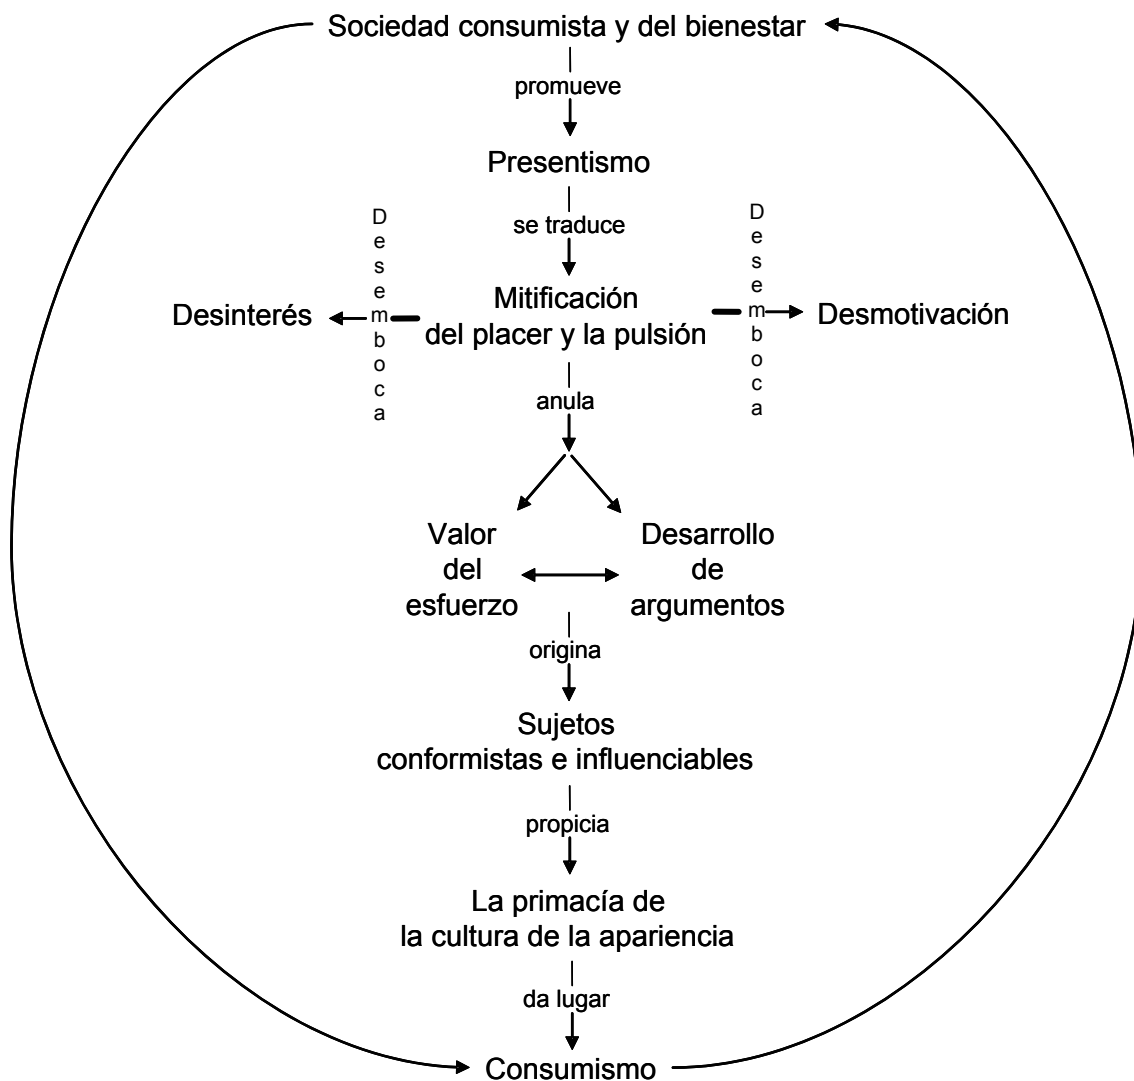 Sociedad consumista y del bienestar
promueve
Presentismo
se traduce
Desemboca
Desemboca
Desinterés
Mitificación
del placer y la pulsión
Desmotivación
anula
Valor
del
esfuerzo
Desarrollo
de
argumentos
origina
Sujetos
conformistas e influenciables
propicia
La primacía de
la cultura de la apariencia
da lugar
Consumismo